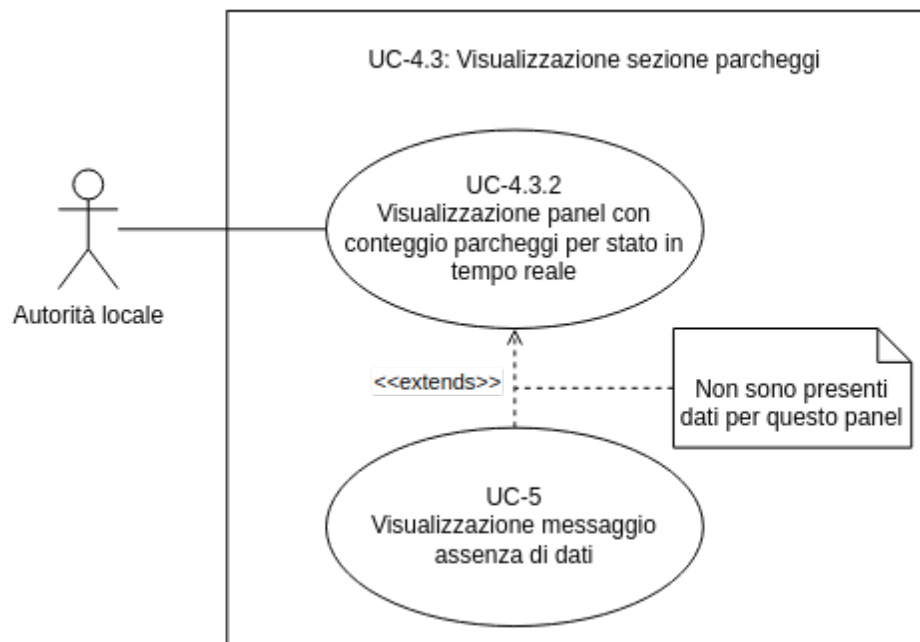 UC-4.3: Visualizzazione sezione parcheggi
UC-4.3.2
Visualizzazione panel con
conteggio parcheggi per stato in
tempo reale
Autorità locale
<<extends>>
Non sono presenti
dati per questo panel
UC-5
Visualizzazione messaggio
assenza di dati